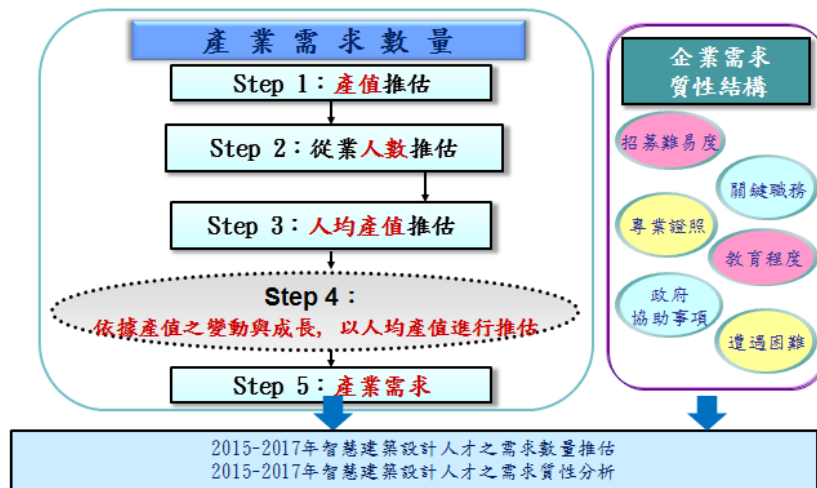 產業需求數量
Step 1：產值推估
Step 2：從業人數推估
Step 3：人均產值推估
Step 4：
依據產值之變動與成長，以人均產值進行推估
Step 5：產業需求
企業需求
質性結構
招募難易度
關鍵職務
專業證照
教育程度
政府
協助事項
遭遇困難
2015-2017年智慧建築設計人才之需求數量推估
2015-2017年智慧建築設計人才之需求質性分析